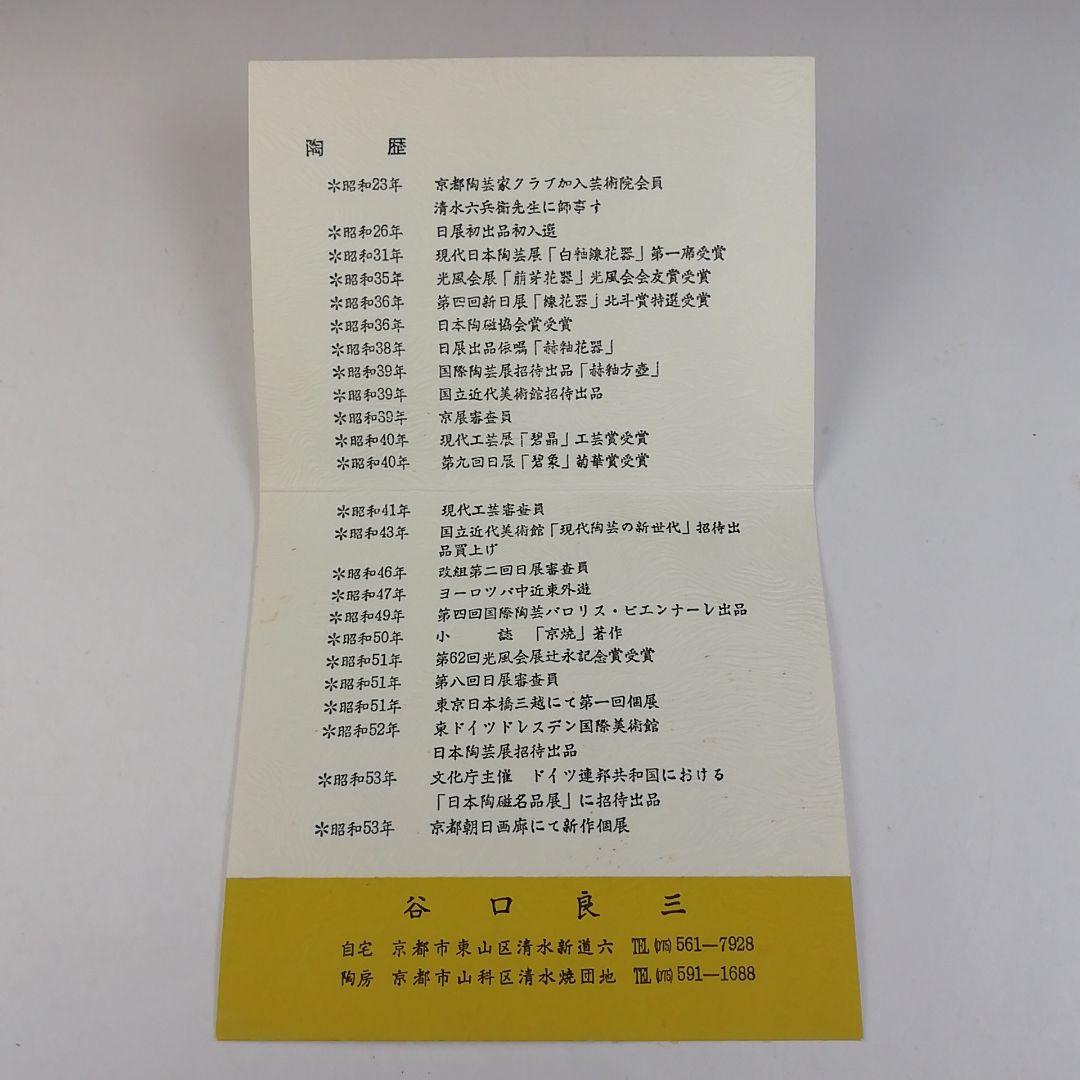 陶歴
＊昭和23年 京都陶芸家クラブ加入芸術院会員
清水六兵衛先生に師事す
＊昭和26年 日展初出品初入選
＊昭和31年 現代日本陶芸展「白釉線花器」第一席受賞
＊昭和35年 光風会展「萠芽花器」光風会会友賞受賞
＊昭和36年 第四回新日展「線花器」北斗賞特選受賞
＊昭和36年 日本陶磁協会賞受賞
＊昭和38年 日展出品依嘱「赫釉花器」
＊昭和39年 国際陶芸展招待出品「赫釉方壺」
＊昭和39年 国立近代美術館招待出品
＊昭和39年 京展審査員
＊昭和40年 現代工芸展「碧晶」工芸賞受賞
＊昭和40年 第九回日展「碧象」菊華賞受賞
＊昭和41年 現代工芸審査員
＊昭和43年 国立近代美術館「現代陶芸の新世代」招待出
品買上げ
＊昭和46年 改組第二回日展審査員
＊昭和47年 ヨーロツパ中近東外遊
＊昭和49年 第四回国際陶芸バロリス・ビエンナーレ出品
＊昭和50年 小誌「京焼」著作
＊昭和51年 第62回光風会展辻永記念賞受賞
＊昭和51年 第八回日展審査員
＊昭和51年 東京日本橋三越にて第一回個展
＊昭和52年 東ドイツドレスデン国際美術館
日本陶芸展招待出品
＊昭和53年 文化庁主催 ドイツ連邦共和国における
「日本陶磁名品展」に招待出品
＊昭和53年 京都朝日画廊にて新作個展
谷口良三
自宅 京都市東山区清水新道六 TEL(075)561—7928
陶房 京都市山科区清水焼団地 TEL(075)591—1688